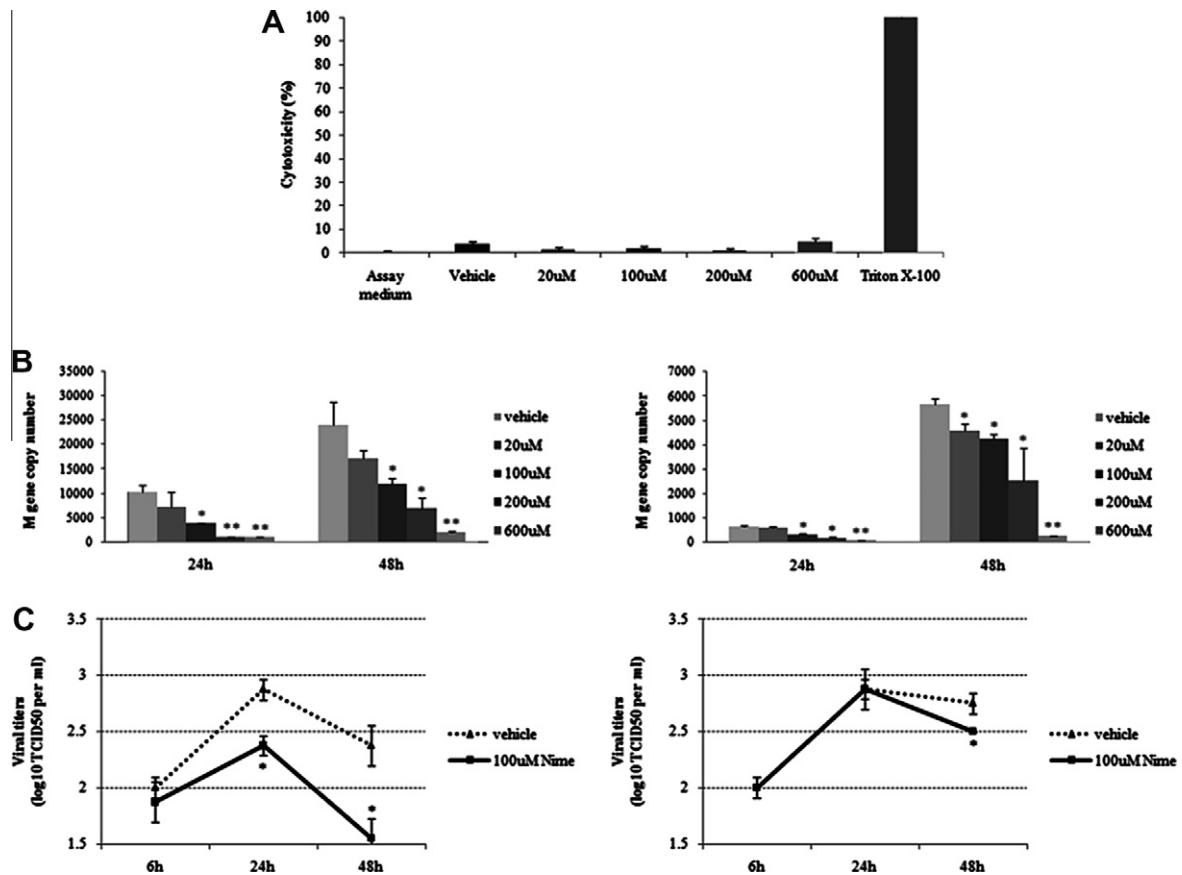 A
Cytotoxicity (%)
100
90
80
70
60
50
40
30
20
10
0
Assay medium
Vehicle
20uM
100uM
200uM
600uM
Triton X-100
B
M gene copy number
35000
30000
25000
20000
15000
10000
5000
0
* ** **
* * **
24h
48h
vehicle
20uM
100uM
200uM
600uM
M gene copy number
7000
6000
5000
4000
3000
2000
1000
0
* * **
* * * **
24h
48h
vehicle
20uM
100uM
200uM
600uM
C
Viral titers
(log10 TCID50 per ml)
3.5
3
2.5
2
1.5
*
*
6h
24h
48h
vehicle
100uM Nime
Viral titers
(log10 TCID50 per ml)
3.5
3
2.5
2
1.5
*
6h
24h
48h
vehicle
100uM Nime